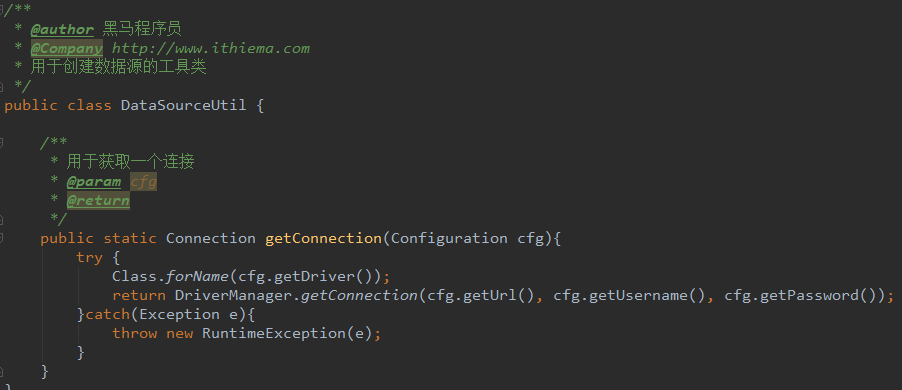 /**
 * @author 黑马程序员
 * @Company http://www.ithiema.com
 * 用于创建数据源的工具类
 */
public class DataSourceUtil {
    /**
     * 用于获取一个连接
     * @param cfg
     * @return
     */
    public static Connection getConnection(Configuration cfg){
        try {
            Class.forName(cfg.getDriver());
            return DriverManager.getConnection(cfg.getUrl(), cfg.getUsername(), cfg.getPassword());
        }catch(Exception e){
            throw new RuntimeException(e);
        }
    }
}